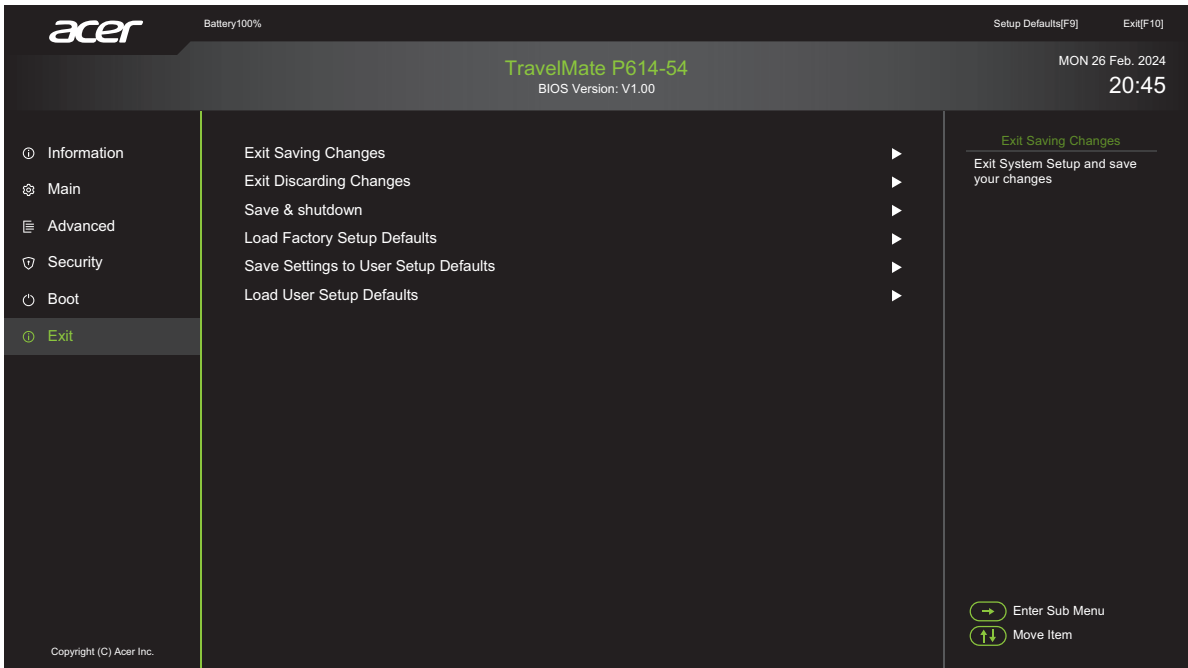 acer
Battery100%
Setup Defaults[F9]
Exit[F10]
TravelMate P614-54
BIOS Version: V1.00
MON 26 Feb. 2024
20:45
Information
Main
Advanced
Security
Boot
Exit
Exit Saving Changes
Exit Discarding Changes
Save & shutdown
Load Factory Setup Defaults
Save Settings to User Setup Defaults
Load User Setup Defaults
Exit Saving Changes
Exit System Setup and save
your changes
Enter Sub Menu
Move Item
Copyright (C) Acer Inc.